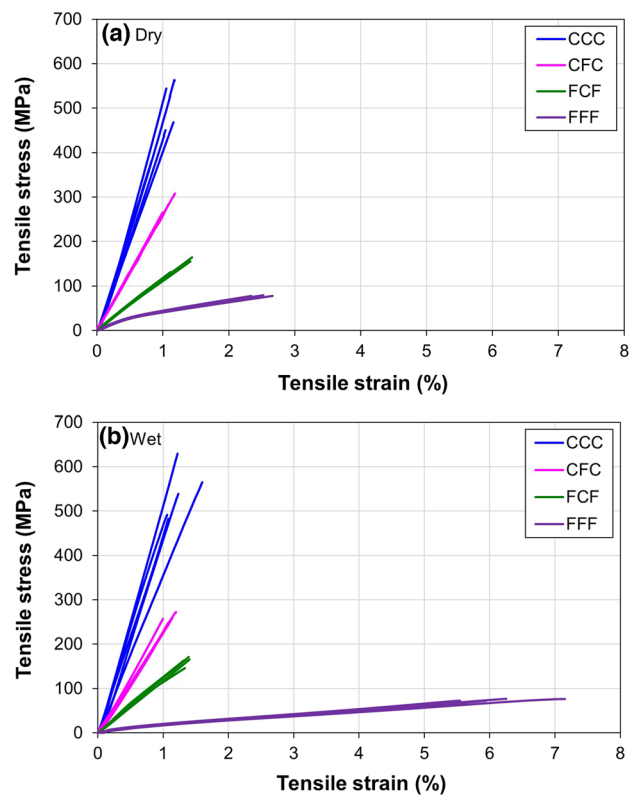 (a) Dry
700
600
500
400
300
200
100
0
Tensile stress (MPa)
CCC
CFC
FCF
FFF
0 1 2 3 4 5 6 7 8
Tensile strain (%)
(b) Wet
700
600
500
400
300
200
100
0
Tensile stress (MPa)
CCC
CFC
FCF
FFF
0 1 2 3 4 5 6 7 8
Tensile strain (%)